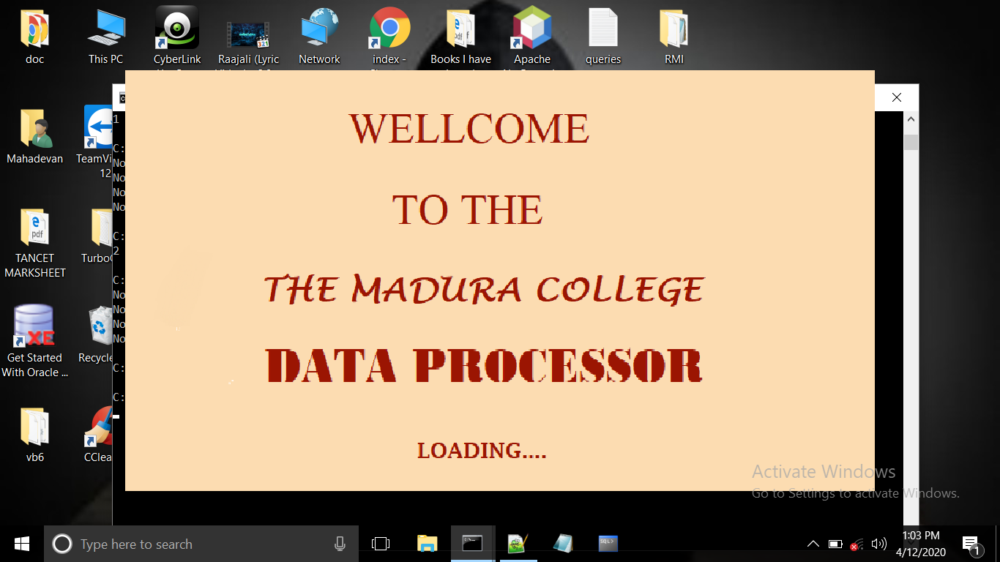 doc
This PC
CyberLink
Raajali (Lyric
Network
index -
Books I have
Apache
queries
RMI
Mahadevan
TeamVi
12
TANCET
MARKSHEET
Turbo
Get Started
With Oracle ...
Recycle
vb6
CClea
1
C:
No
No
No
No
C:
2
C:
No
No
No
No
C:
C:
WELLCOME
TO THE
THE MADURA COLLEGE
DATA PROCESSOR
LOADING....
Activate Windows
Go to Settings to activate Windows.
Type here to search
SQL>
1:03 PM
4/12/2020
1